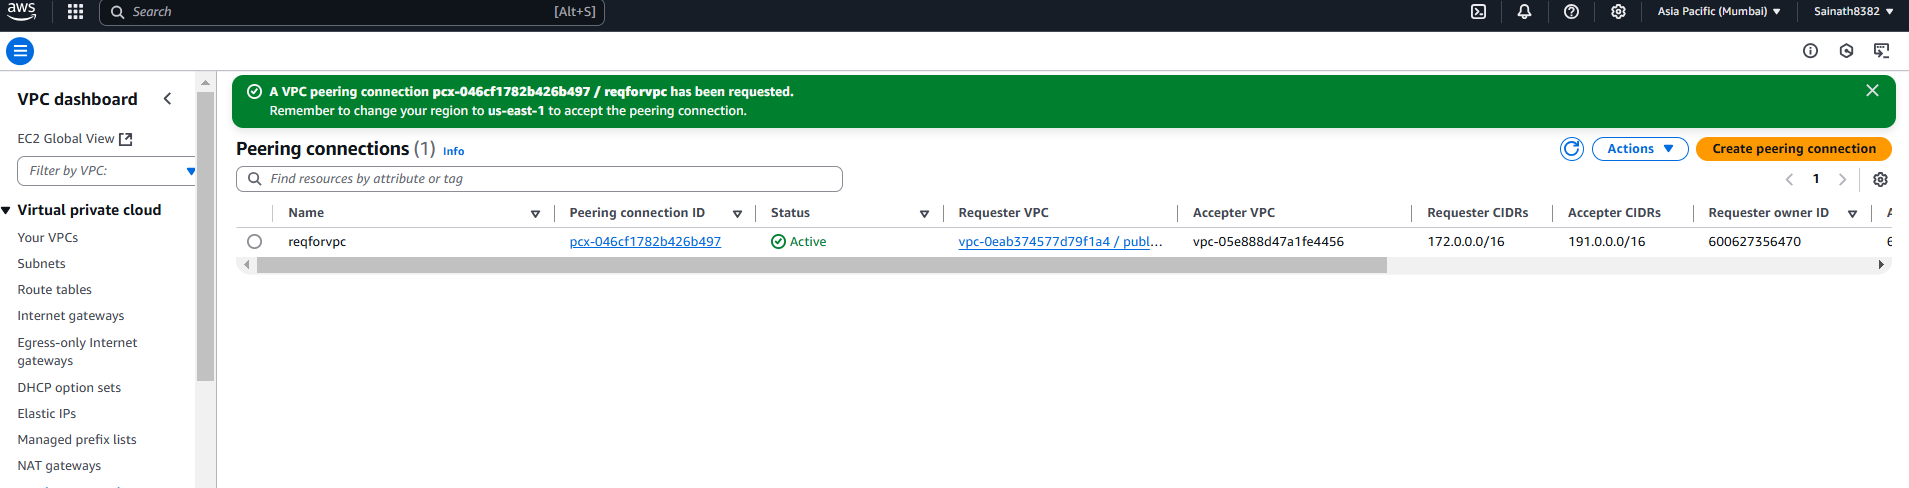 aws
Search [Alt+S] Asia Pacific (Mumbai) Sainath8382
VPC dashboard
EC2 Global View
Filter by VPC:
Virtual private cloud
Your VPCs
Subnets
Route tables
Internet gateways
Egress-only Internet
gateways
DHCP option sets
Elastic IPs
Managed prefix lists
NAT gateways
A VPC peering connection pcx-046cf1782b426b497 / reqforvpc has been requested.
Remember to change your region to us-east-1 to accept the peering connection.
Peering connections (1) Info
Actions Create peering connection
Find resources by attribute or tag
1
Name Peering connection ID Status Requester VPC Accepter VPC Requester CIDRs Accepter CIDRs Requester owner ID A
reqforvpc pcx-046cf1782b426b497 Active vpc-0eab374577d79f1a4 / publ... vpc-05e888d47a1fe4456 172.0.0.0/16 191.0.0.0/16 600627356470 6